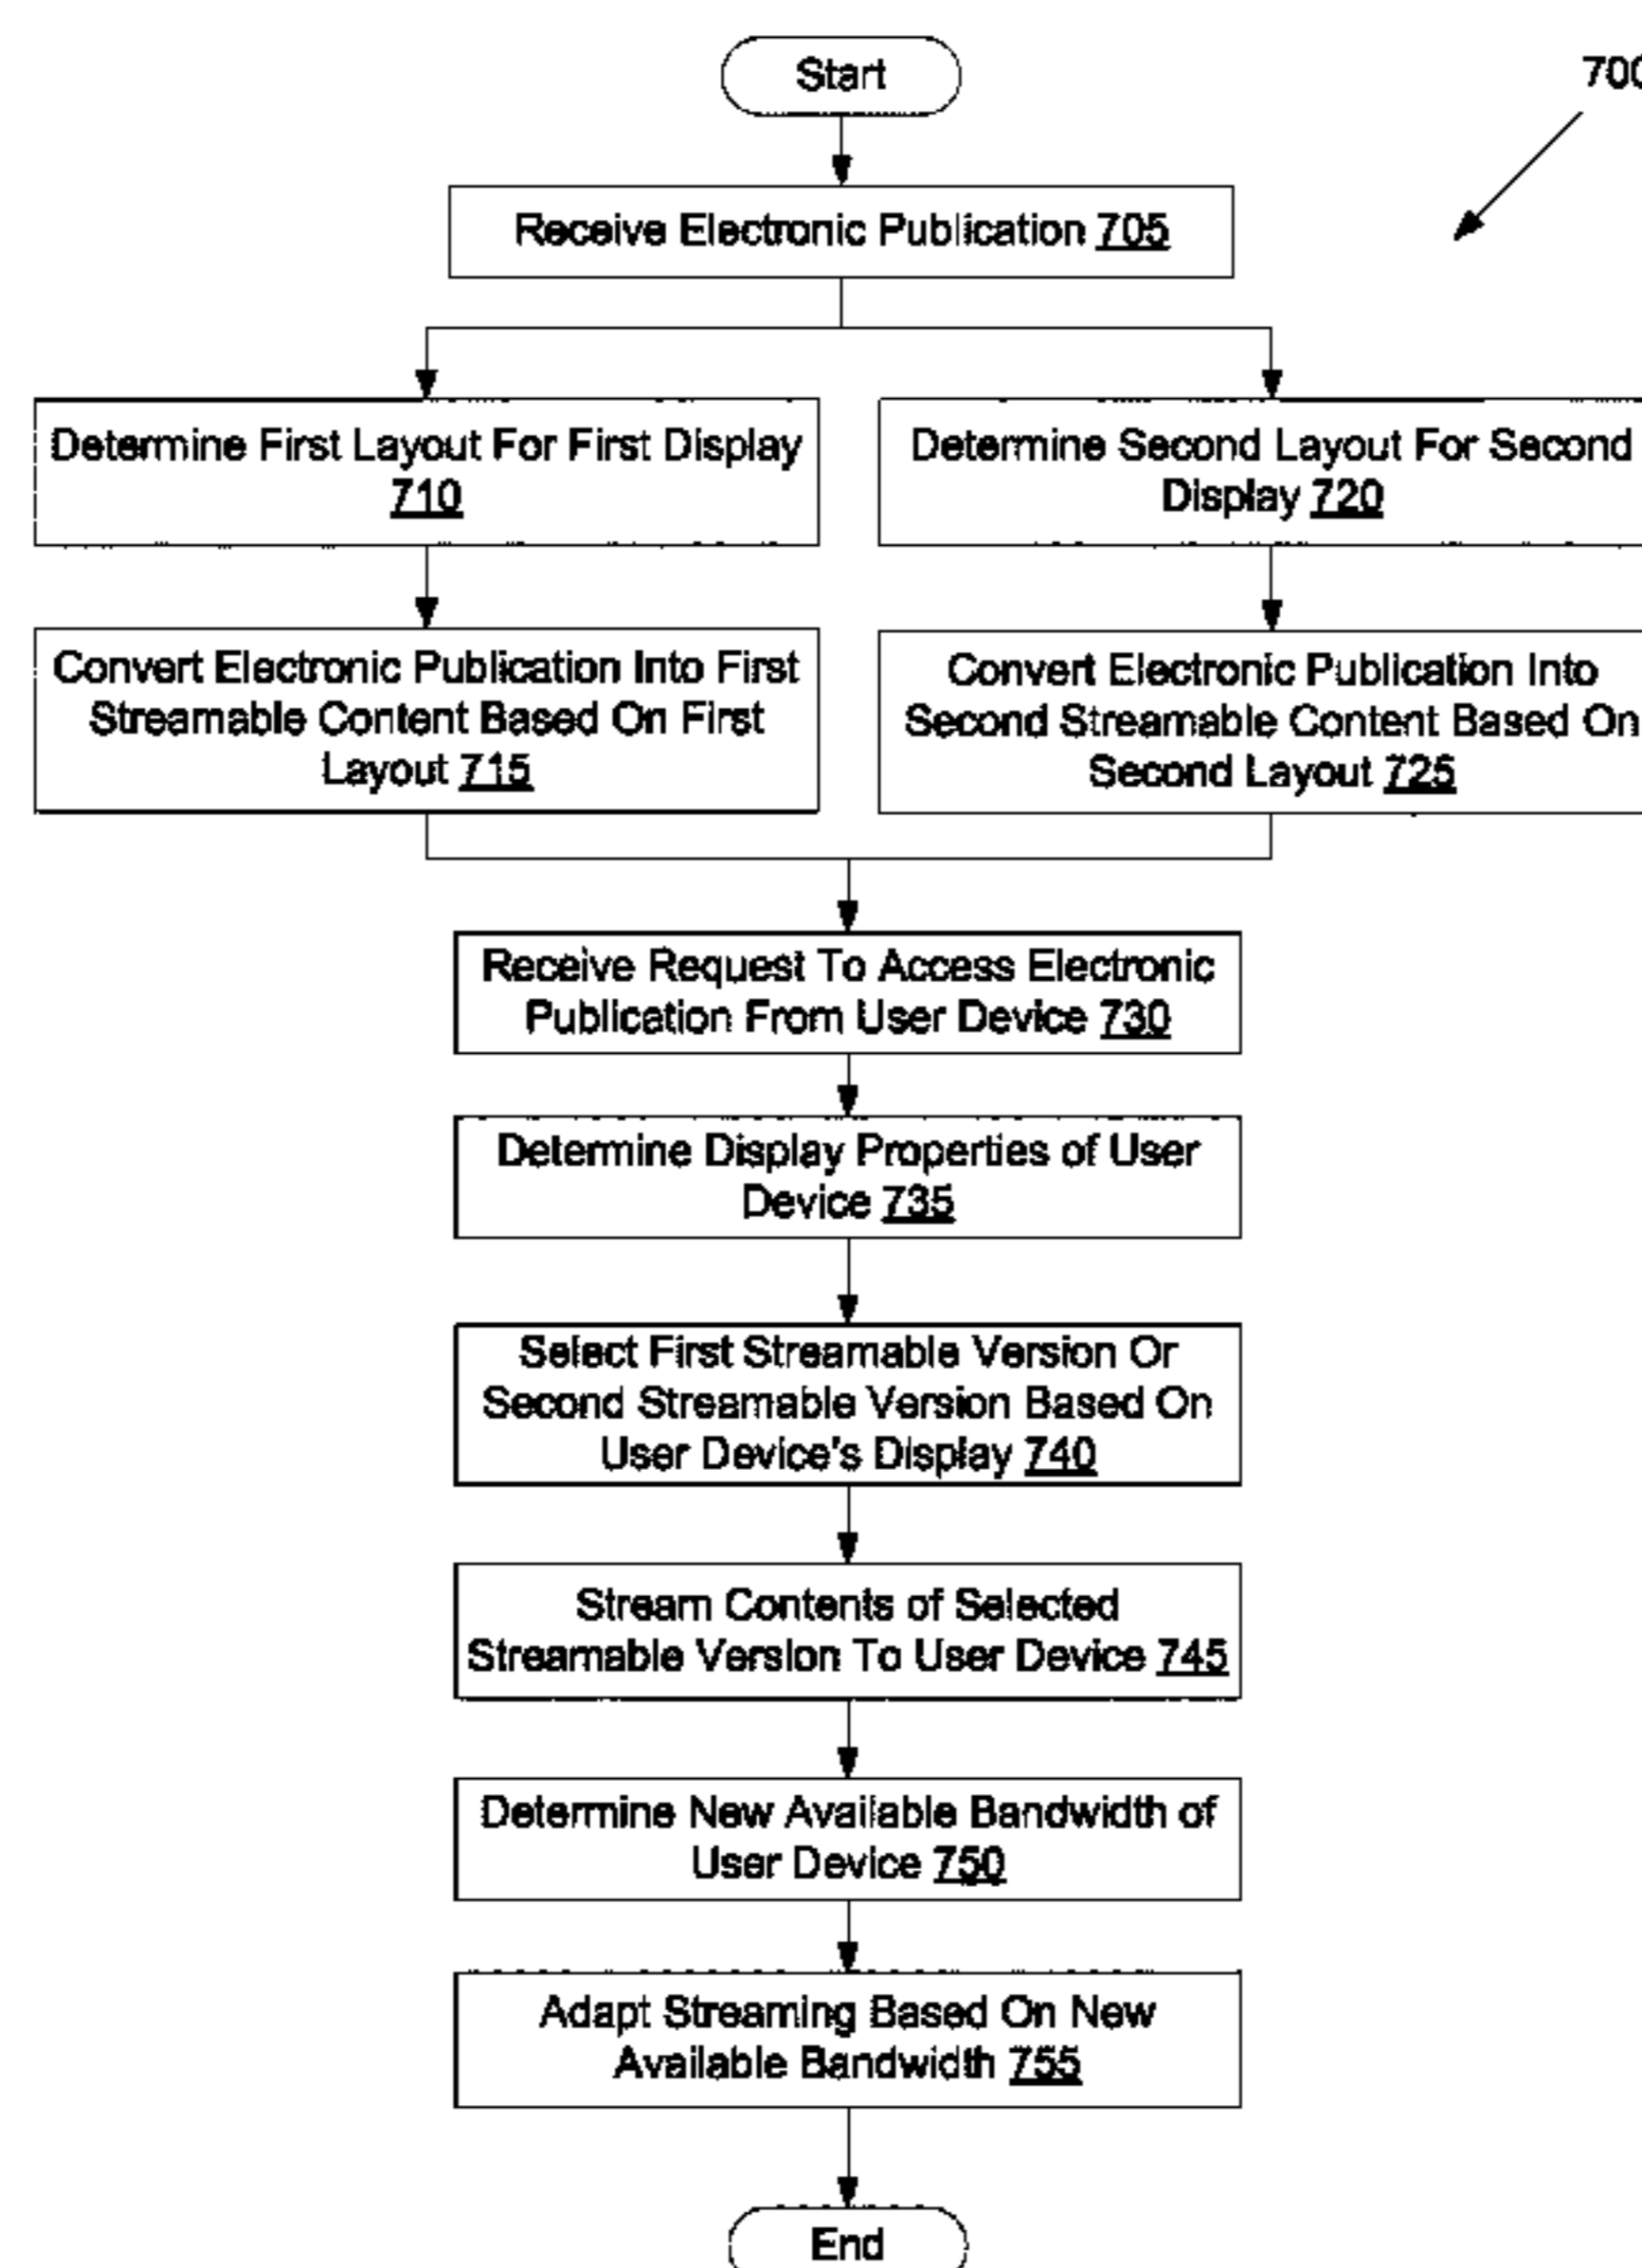 Start
700
Receive Electronic Publication 705
Determine First Layout For First Display
710
Determine Second Layout For Second
Display 720
Convert Electronic Publication Into First
Streamable Content Based On First
Layout 715
Convert Electronic Publication Into
Second Streamable Content Based On
Second Layout 725
Receive Request To Access Electronic
Publication From User Device 730
Determine Display Properties of User
Device 735
Select First Streamable Version Or
Second Streamable Version Based On
User Device's Display 740
Stream Contents of Selected
Streamable Version To User Device 745
Determine New Available Bandwidth of
User Device 750
Adapt Streaming Based On New
Available Bandwidth 755
End